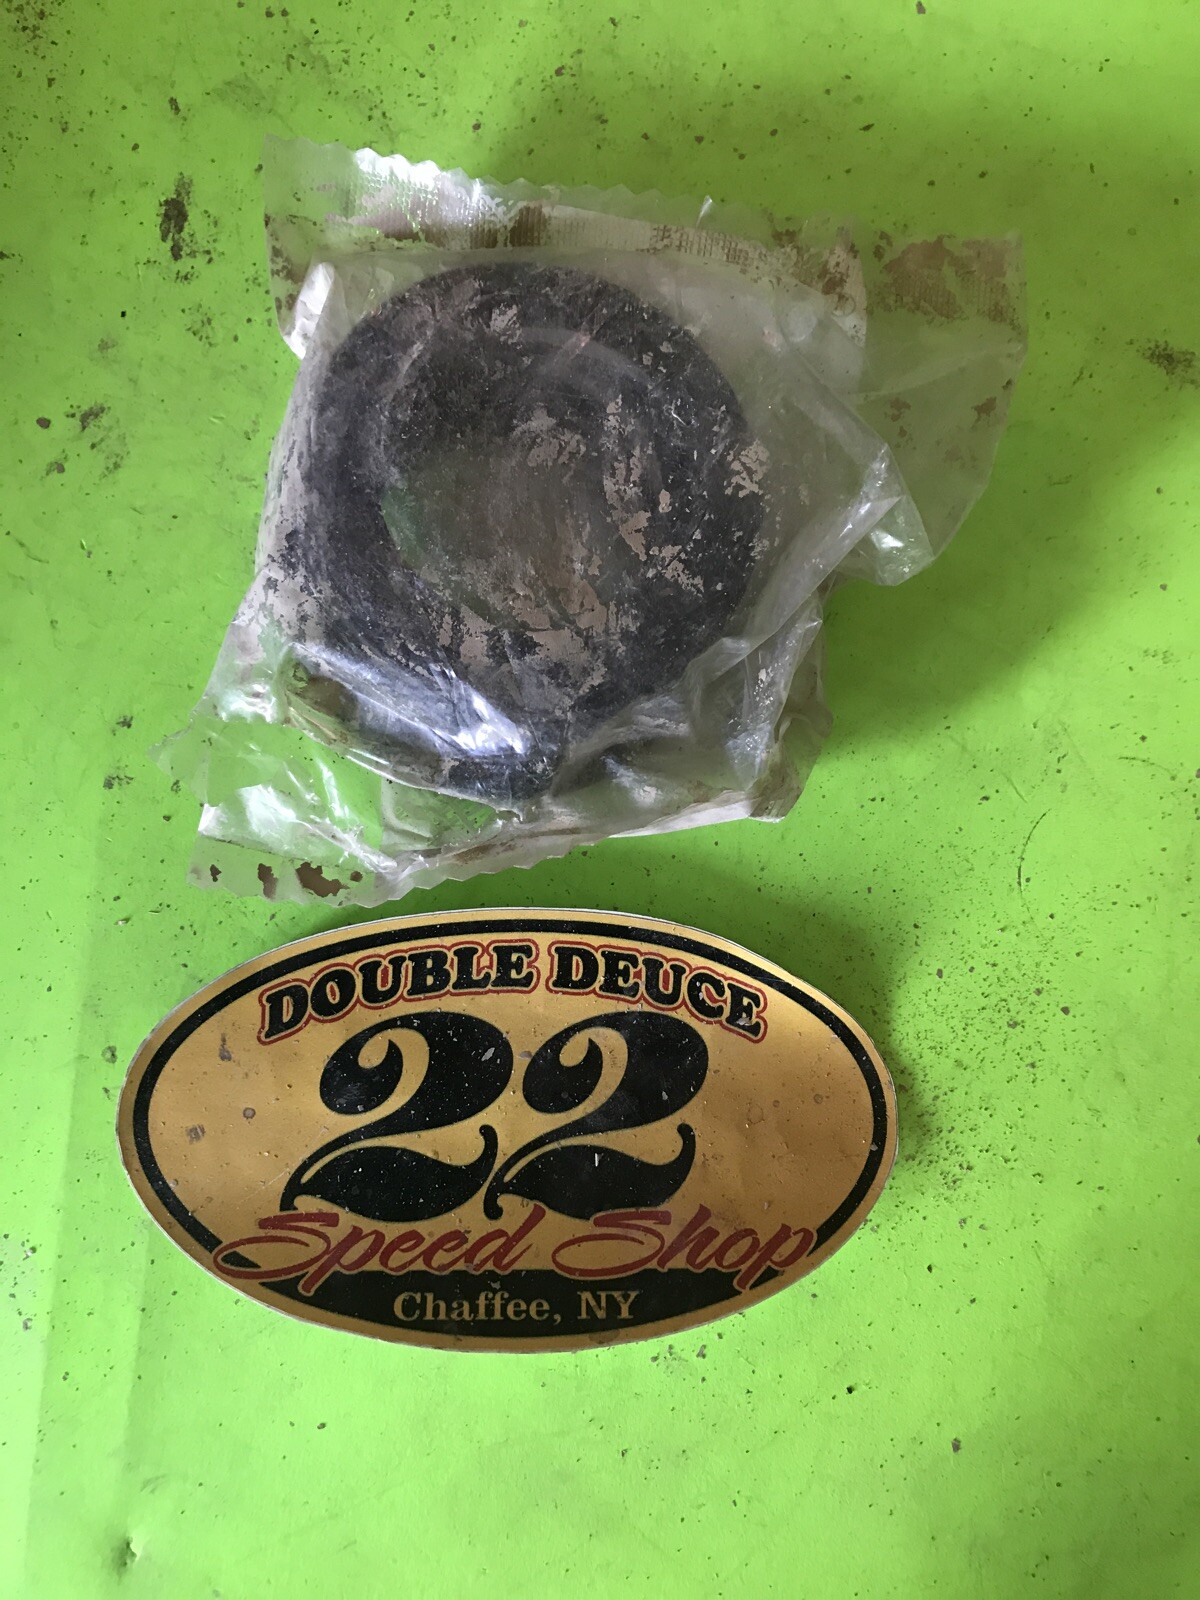 DOUBLE DEUCE
22
Speed Shop
Chaffee, NY